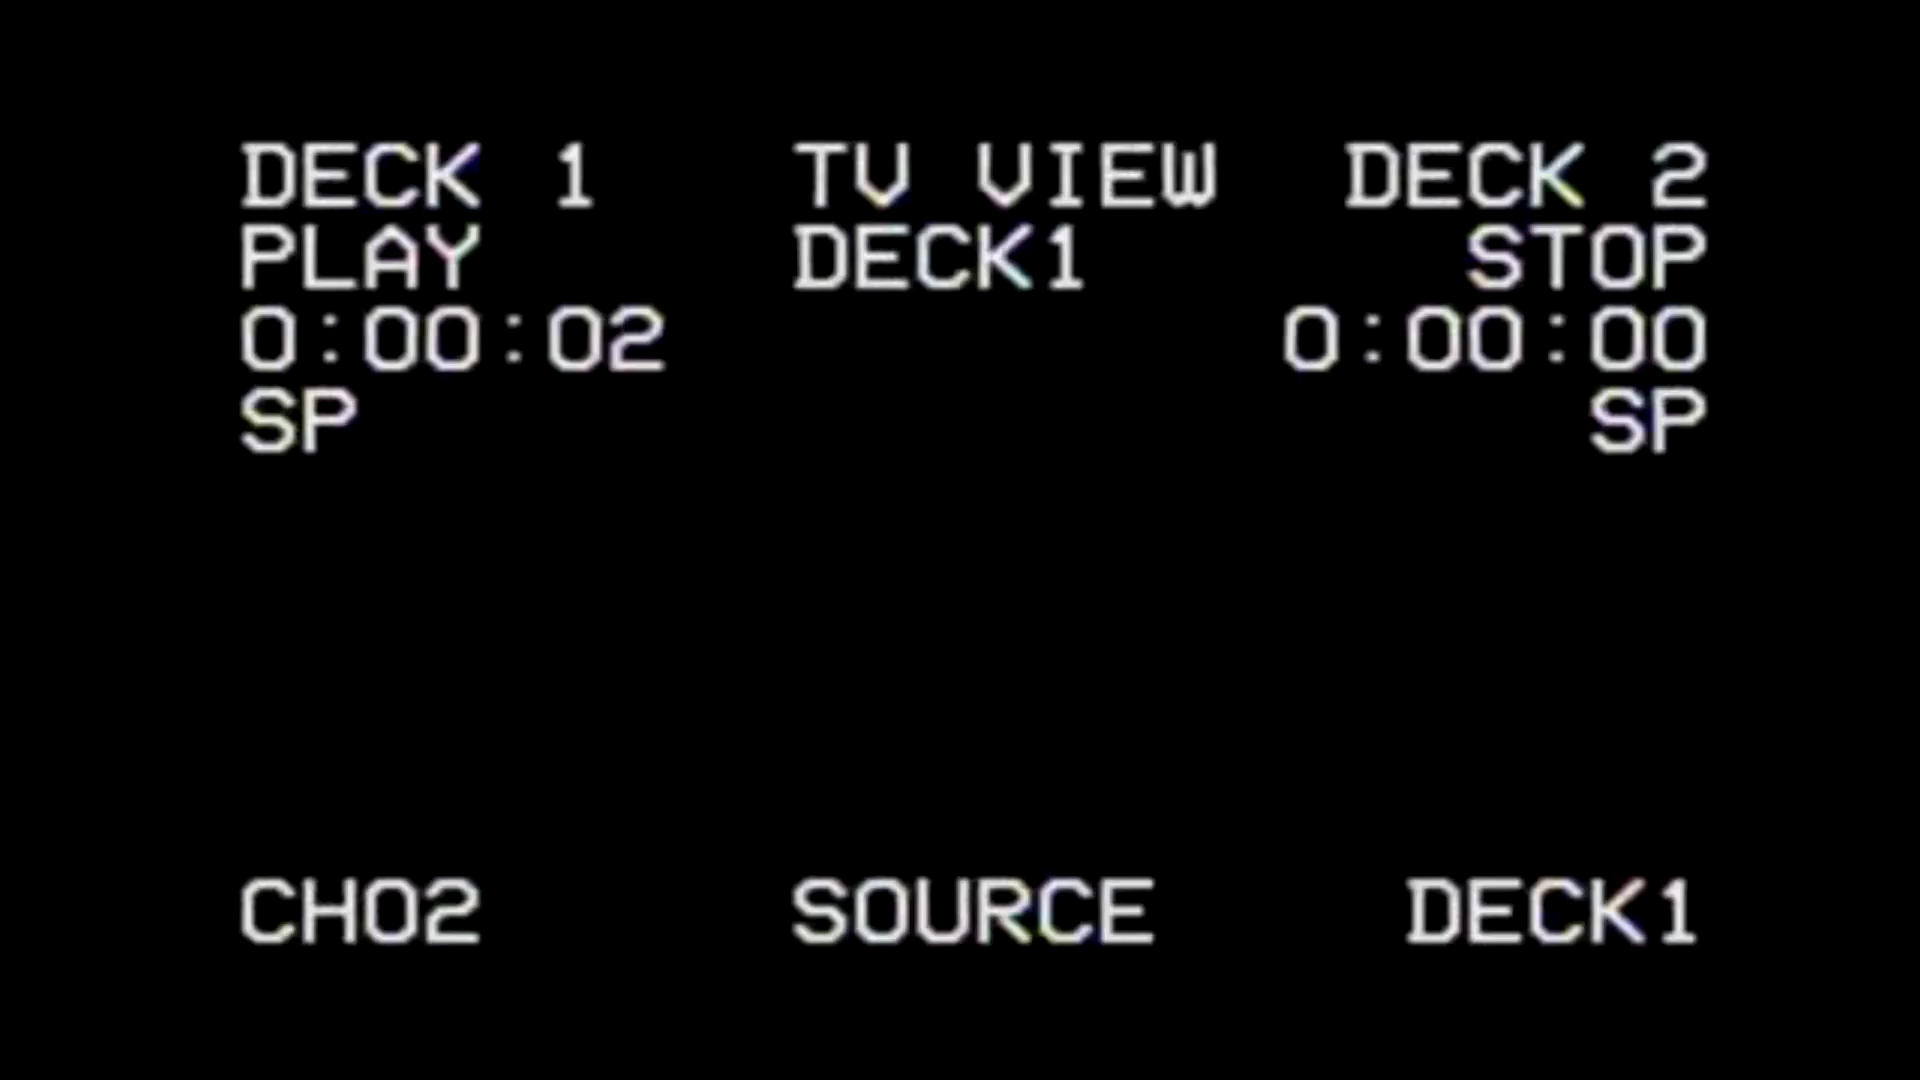 DECK 1 TV VIEW DECK 2
PLAY DECK1 STOP
0:00:02 0:00:00
SP SP
CH02 SOURCE DECK1